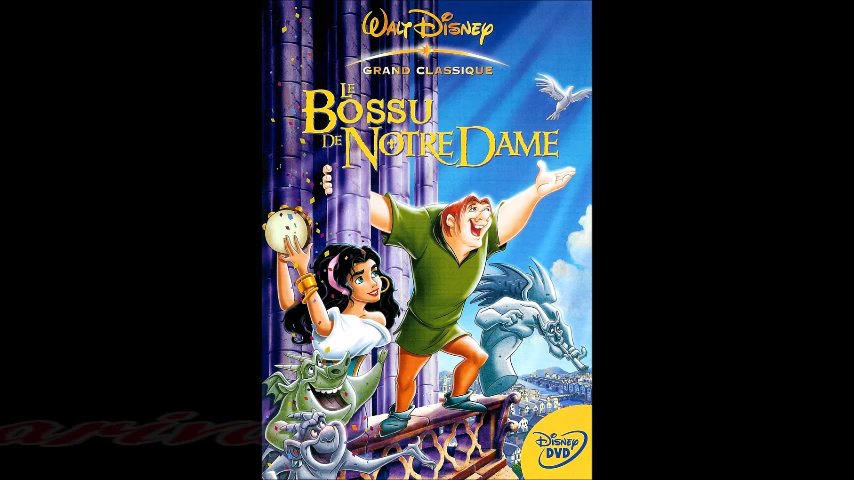 WALT DISNEY
GRAND CLASSIQUE
LE
BOSSU
DE NOTRE DAME
DISNEY
DVD